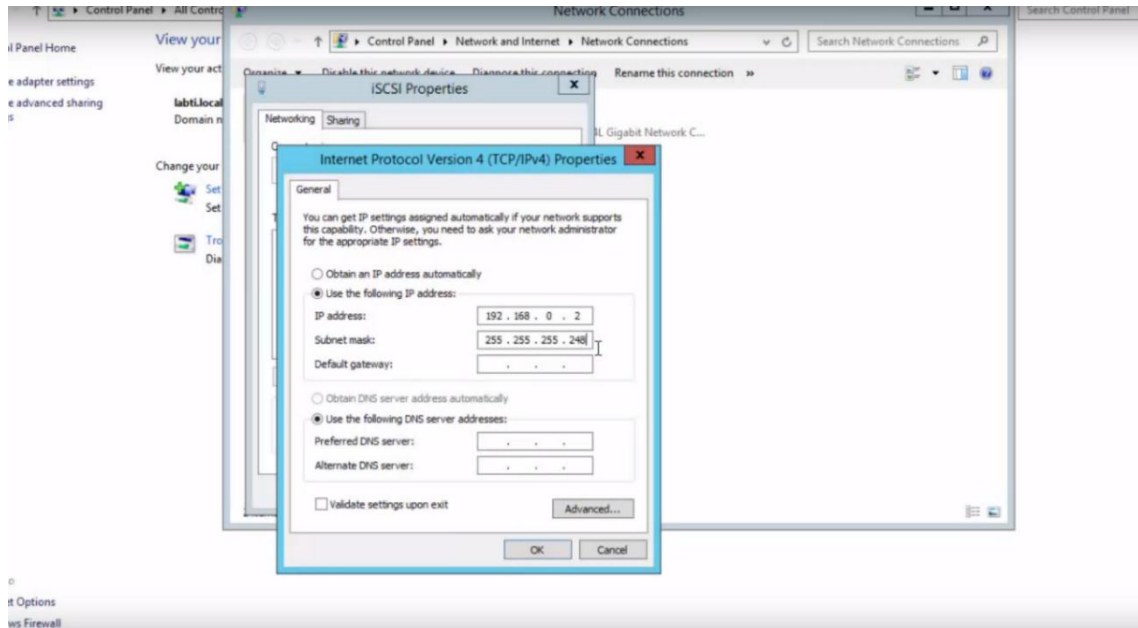 Control Panel ▸ All Contro
Network Connections
Search Control Panel
l Panel Home
View your
Control Panel ▸ Network and Internet ▸ Network Connections
Search Network Connections
e adapter settings
View your act
Organize
Disable this network device
Diagnose this connection
Rename this connection »
e advanced sharing
s
labti.local
Domain n
iSCSI Properties
Networking
Sharing
4L Gigabit Network C...
Internet Protocol Version 4 (TCP/IPv4) Properties
Change your
Set
Set
Tro
Dia
General
You can get IP settings assigned automatically if your network supports
this capability. Otherwise, you need to ask your network administrator
for the appropriate IP settings.
Obtain an IP address automatically
Use the following IP address:
IP address: 192 . 168 . 0 . 2
Subnet mask: 255 . 255 . 255 . 248
Default gateway: . . .
Obtain DNS server address automatically
Use the following DNS server addresses:
Preferred DNS server: . . .
Alternate DNS server: . . .
Validate settings upon exit
Advanced...
OK
Cancel
et Options
ws Firewall